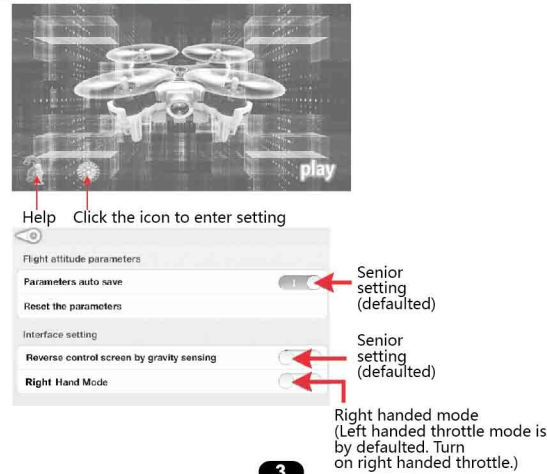 play
Help Click the icon to enter setting
Flight attitude parameters
Parameters auto save
Senior
setting
(defaulted)
Reset the parameters
Interface setting
Reverse control screen by gravity sensing
Senior
setting
(defaulted)
Right Hand Mode
Right handed mode
(Left handed throttle mode is
by defaulted. Turn
on right handed throttle.)
3